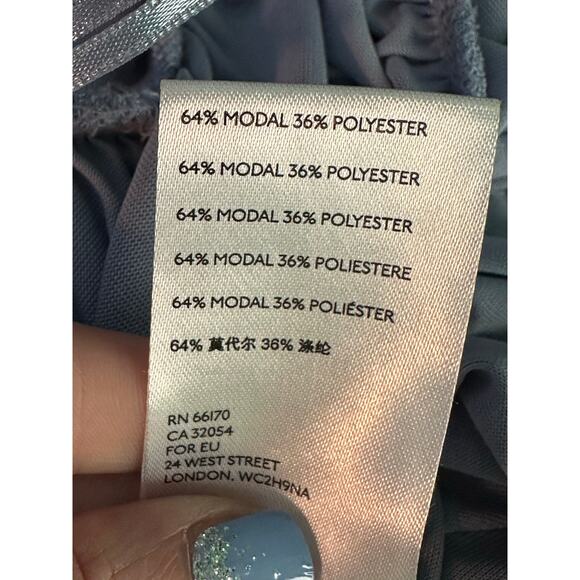 64% MODAL 36% POLYESTER
64% MODAL 36% POLYESTER
64% MODAL 36% POLYESTER
64% MODAL 36% POLIESTERE
64% MODAL 36% POLIÉSTER
64% 莫代尔 36% 涤纶
RN 66170
CA 32054
FOR EU
24 WEST STREET
LONDON, WC2H9NA